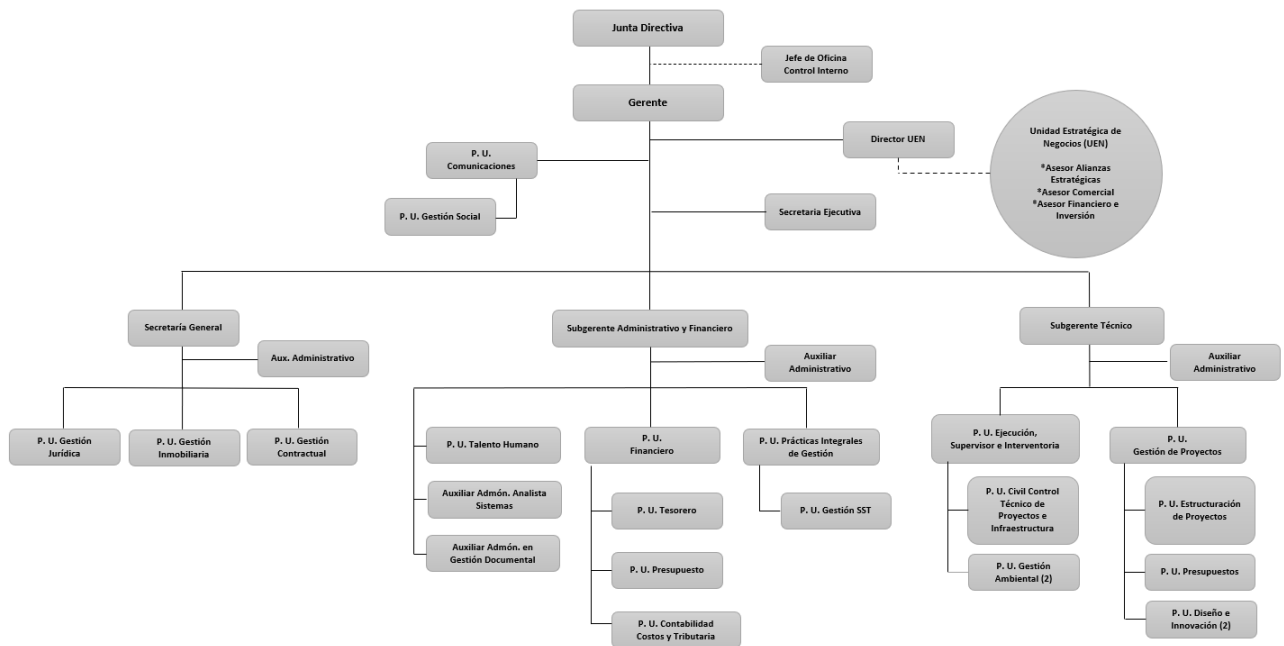 Junta Directiva
Jefe de Oficina
Control Interno
Gerente
Director UEN
Unidad Estratégica de
Negocios (UEN)
*Asesor Alianzas
Estratégicas
*Asesor Comercial
*Asesor Financiero e
Inversión
P. U.
Comunicaciones
P. U. Gestión Social
Secretaria Ejecutiva
Secretaría General
Aux. Administrativo
P. U. Gestión
Jurídica
P. U. Gestión
Inmobiliaria
P. U. Gestión
Contractual
Subgerente Administrativo y Financiero
Auxiliar
Administrativo
P. U. Talento Humano
Auxiliar Admón. Analista
Sistemas
Auxiliar Admón. en
Gestión Documental
P. U.
Financiero
P. U. Tesorero
P. U. Presupuesto
P. U. Contabilidad
Costos y Tributaria
P. U. Prácticas Integrales
de Gestión
P. U. Gestión SST
Subgerente Técnico
Auxiliar
Administrativo
P. U. Ejecución,
Supervisor e Interventoria
P. U. Civil Control
Técnico de
Proyectos e
Infraestructura
P. U. Gestión
Ambiental (2)
P. U.
Gestión de Proyectos
P. U. Estructuración
de Proyectos
P. U. Presupuestos
P. U. Diseño e
Innovación (2)